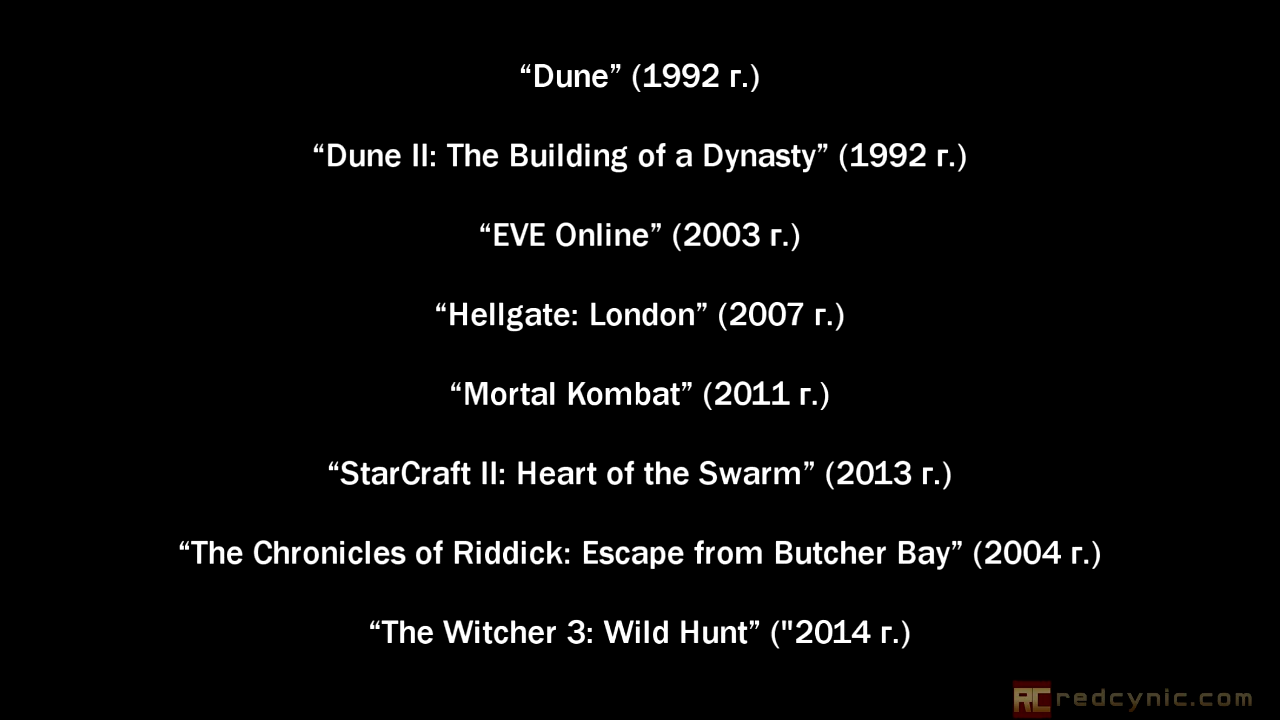 “Dune” (1992 г.)
“Dune II: The Building of a Dynasty” (1992 г.)
“EVE Online” (2003 г.)
“Hellgate: London” (2007 г.)
“Mortal Kombat” (2011 г.)
“StarCraft II: Heart of the Swarm” (2013 г.)
“The Chronicles of Riddick: Escape from Butcher Bay” (2004 г.)
“The Witcher 3: Wild Hunt” ("2014 г.)
RC redcynic.com